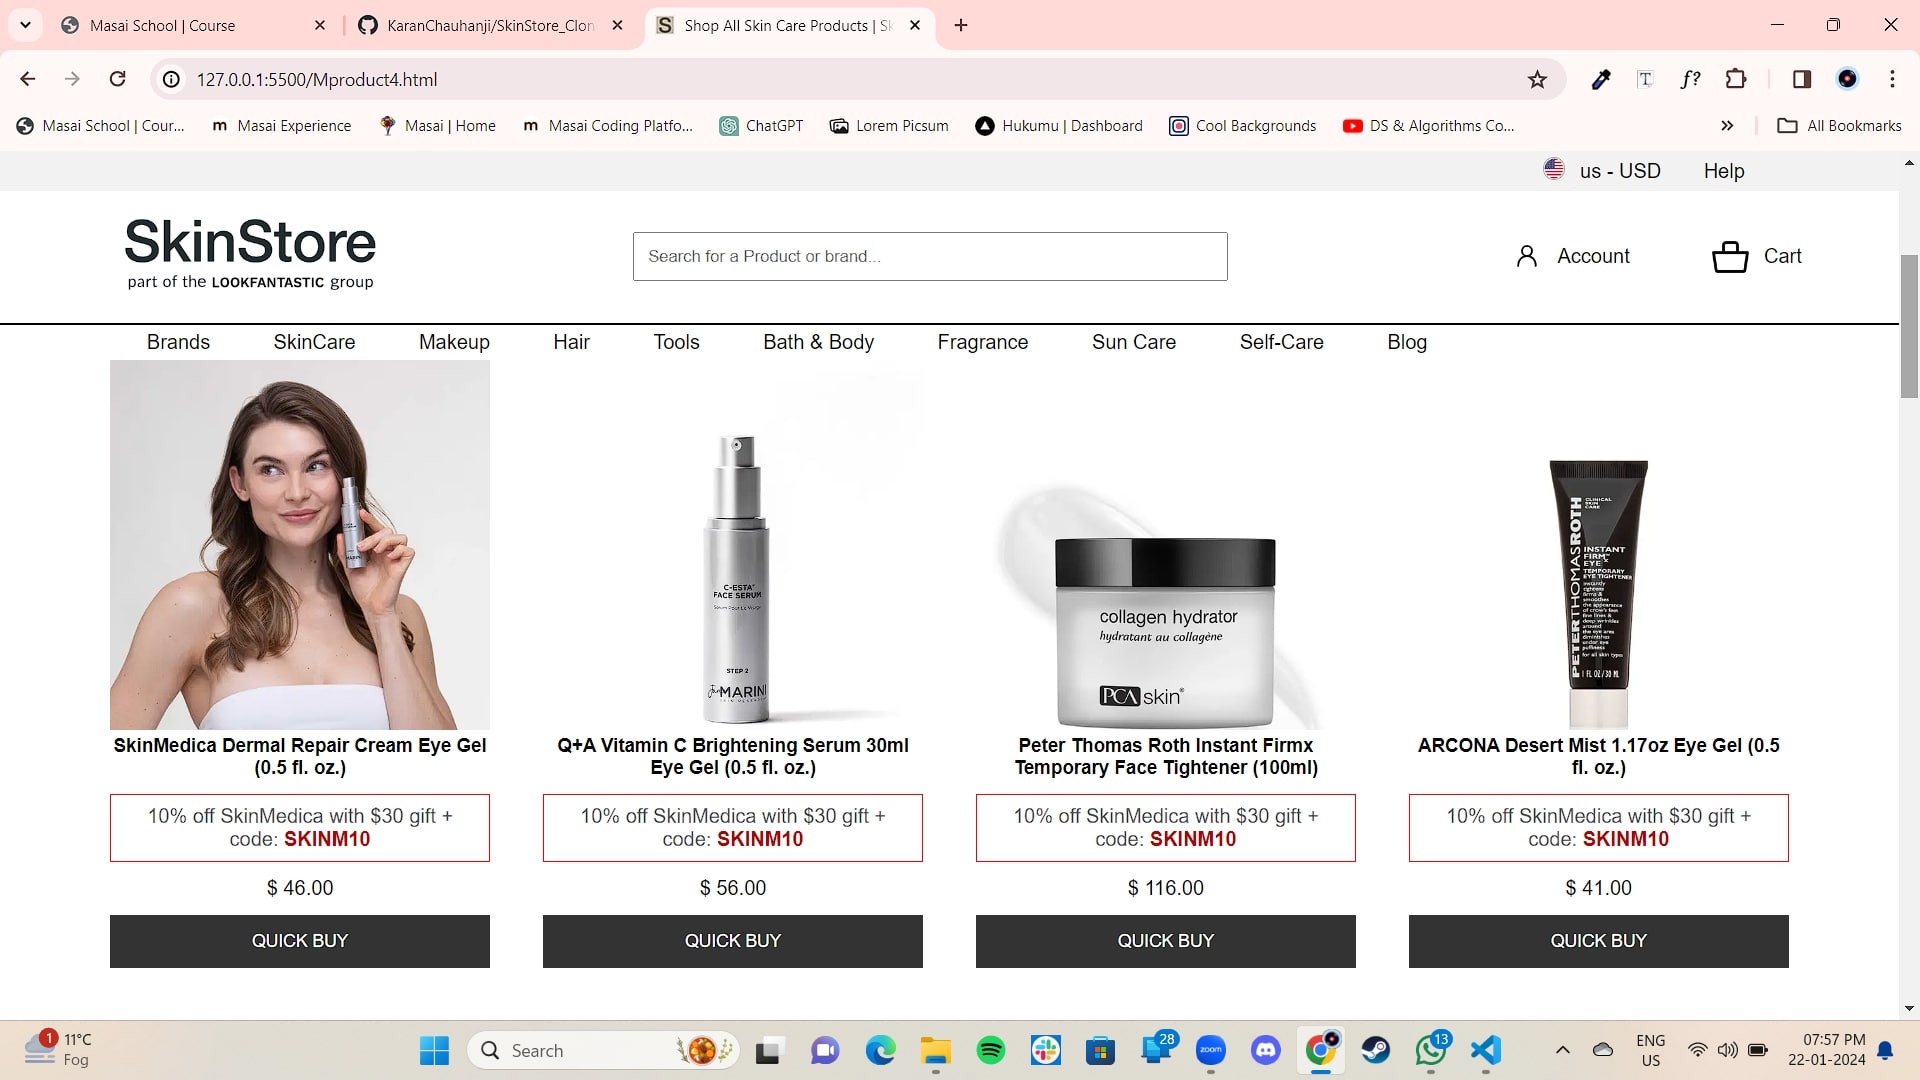 Masai School | Course
KaranChauhanji/SkinStore_Clon
Shop All Skin Care Products | Sk
127.0.0.1:5500/Mproduct4.html
Masai School | Cour...
Masai Experience
Masai | Home
Masai Coding Platfo...
ChatGPT
Lorem Picsum
Hukumu | Dashboard
Cool Backgrounds
DS & Algorithms Co...
All Bookmarks
us - USD
Help
SkinStore
part of the LOOKFANTASTIC group
Search for a Product or brand...
Account
Cart
Brands
SkinCare
Makeup
Hair
Tools
Bath & Body
Fragrance
Sun Care
Self-Care
Blog
C-ESTA
FACE SERUM
STEP 2
MARINI
collagen hydrator
hydratant au collagène
PCA skin
PETER THOMAS ROTH
CLINICAL
SKIN
CARE
INSTANT
FIRM
EYE
TEMPORARY
EYE TIGHTENER
SkinMedica Dermal Repair Cream Eye Gel
(0.5 fl. oz.)
10% off SkinMedica with $30 gift +
code: SKINM10
$ 46.00
QUICK BUY
Q+A Vitamin C Brightening Serum 30ml
Eye Gel (0.5 fl. oz.)
10% off SkinMedica with $30 gift +
code: SKINM10
$ 56.00
QUICK BUY
Peter Thomas Roth Instant Firmx
Temporary Face Tightener (100ml)
10% off SkinMedica with $30 gift +
code: SKINM10
$ 116.00
QUICK BUY
ARCONA Desert Mist 1.17oz Eye Gel (0.5
fl. oz.)
10% off SkinMedica with $30 gift +
code: SKINM10
$ 41.00
QUICK BUY
1
11°C
Fog
Search
28
zoom
13
ENG
US
07:57 PM
22-01-2024